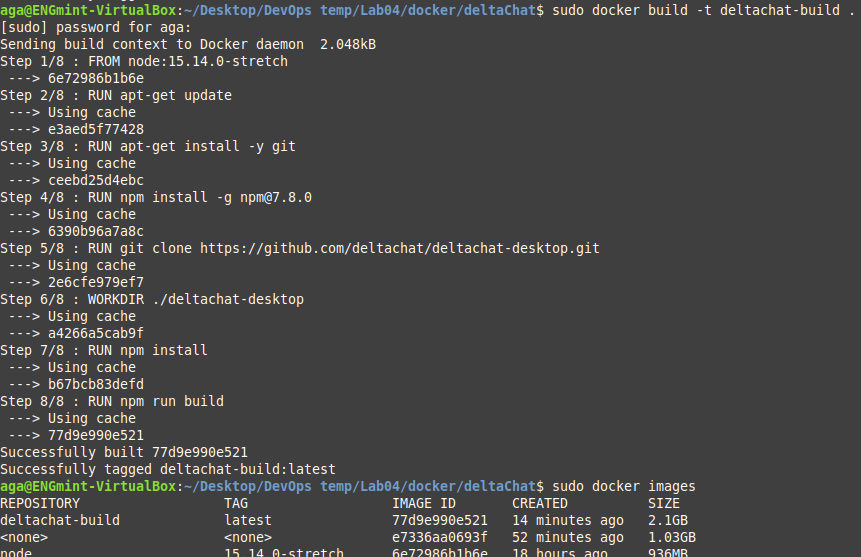 aga@ENGmint-VirtualBox:~/Desktop/DevOps temp/Lab04/docker/deltaChat$ sudo docker build -t deltachat-build .
[sudo] password for aga:
Sending build context to Docker daemon  2.048kB
Step 1/8 : FROM node:15.14.0-stretch
 ---> 6e72986b1b6e
Step 2/8 : RUN apt-get update
 ---> Using cache
 ---> e3aed5f77428
Step 3/8 : RUN apt-get install -y git
 ---> Using cache
 ---> ceebd25d4ebc
Step 4/8 : RUN npm install -g npm@7.8.0
 ---> Using cache
 ---> 6390b96a7a8c
Step 5/8 : RUN git clone https://github.com/deltachat/deltachat-desktop.git
 ---> Using cache
 ---> 2e6cfe979ef7
Step 6/8 : WORKDIR ./deltachat-desktop
 ---> Using cache
 ---> a4266a5cab9f
Step 7/8 : RUN npm install
 ---> Using cache
 ---> b67bcb83defd
Step 8/8 : RUN npm run build
 ---> Using cache
 ---> 77d9e990e521
Successfully built 77d9e990e521
Successfully tagged deltachat-build:latest
aga@ENGmint-VirtualBox:~/Desktop/DevOps temp/Lab04/docker/deltaChat$ sudo docker images
REPOSITORY TAG IMAGE ID CREATED SIZE
deltachat-build latest 77d9e990e521 14 minutes ago 2.1GB
<none> <none> e7336aa0693f 52 minutes ago 1.03GB
node 15.14.0-stretch 6e72986b1b6e 18 hours ago 936MB